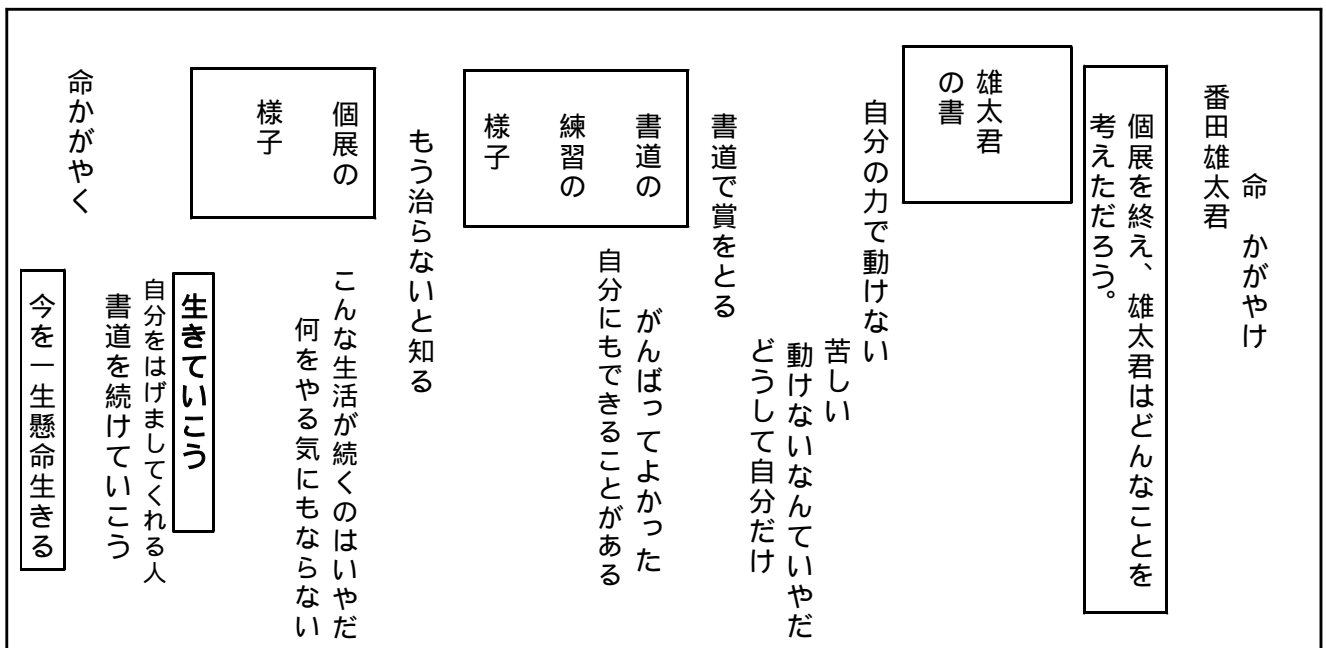 命　かがやけ
番田雄太君
個展を終え、雄太君はどんなことを
考えただろう。
雄太君
の書
自分の力で動けない
苦しい
動けないなんていやだ
どうして自分だけ
書道で賞をとる
書道の
練習の
様子
がんばってよかった
自分にもできることがある
もう治らないと知る
こんな生活が続くのはいやだ
何をやる気にもならない
個展の
様子
生きていこう
自分をはげましてくれる人
書道を続けていこう
命かがやく
今を一生懸命生きる